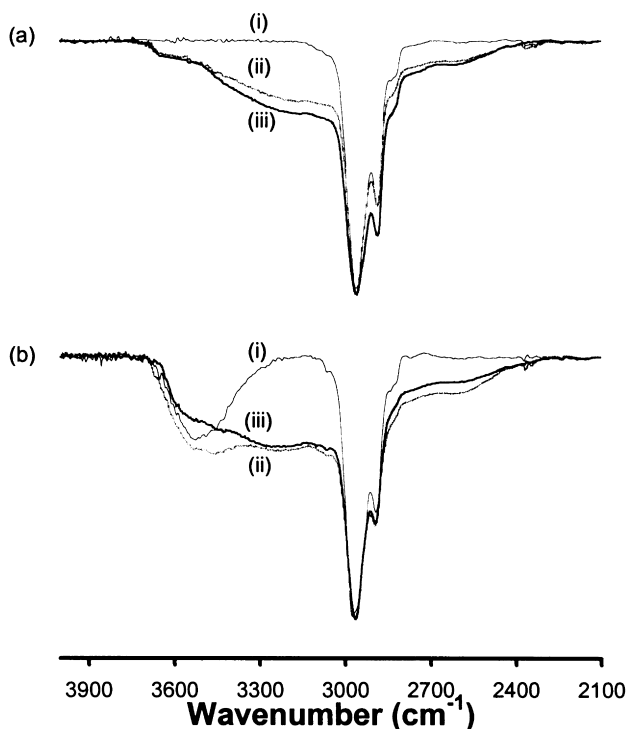 (a)
(i)
(ii)
(iii)
(b)
(i)
(iii)
(ii)
3900 3600 3300 3000 2700 2400 2100
Wavenumber (cm⁻¹)